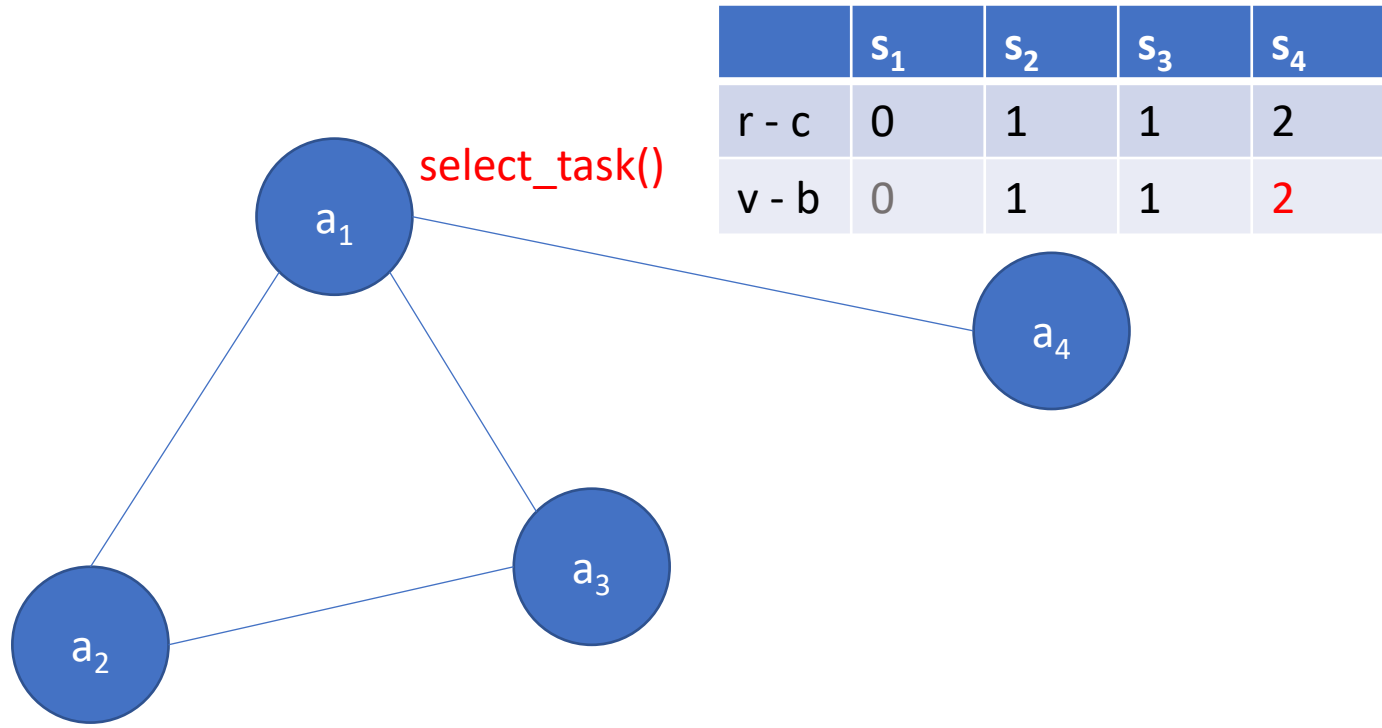 s₁ s₂ s₃ s₄
r - c 0 1 1 2
v - b 0 1 1 2
select_task()
a₁
a₄
a₃
a₂